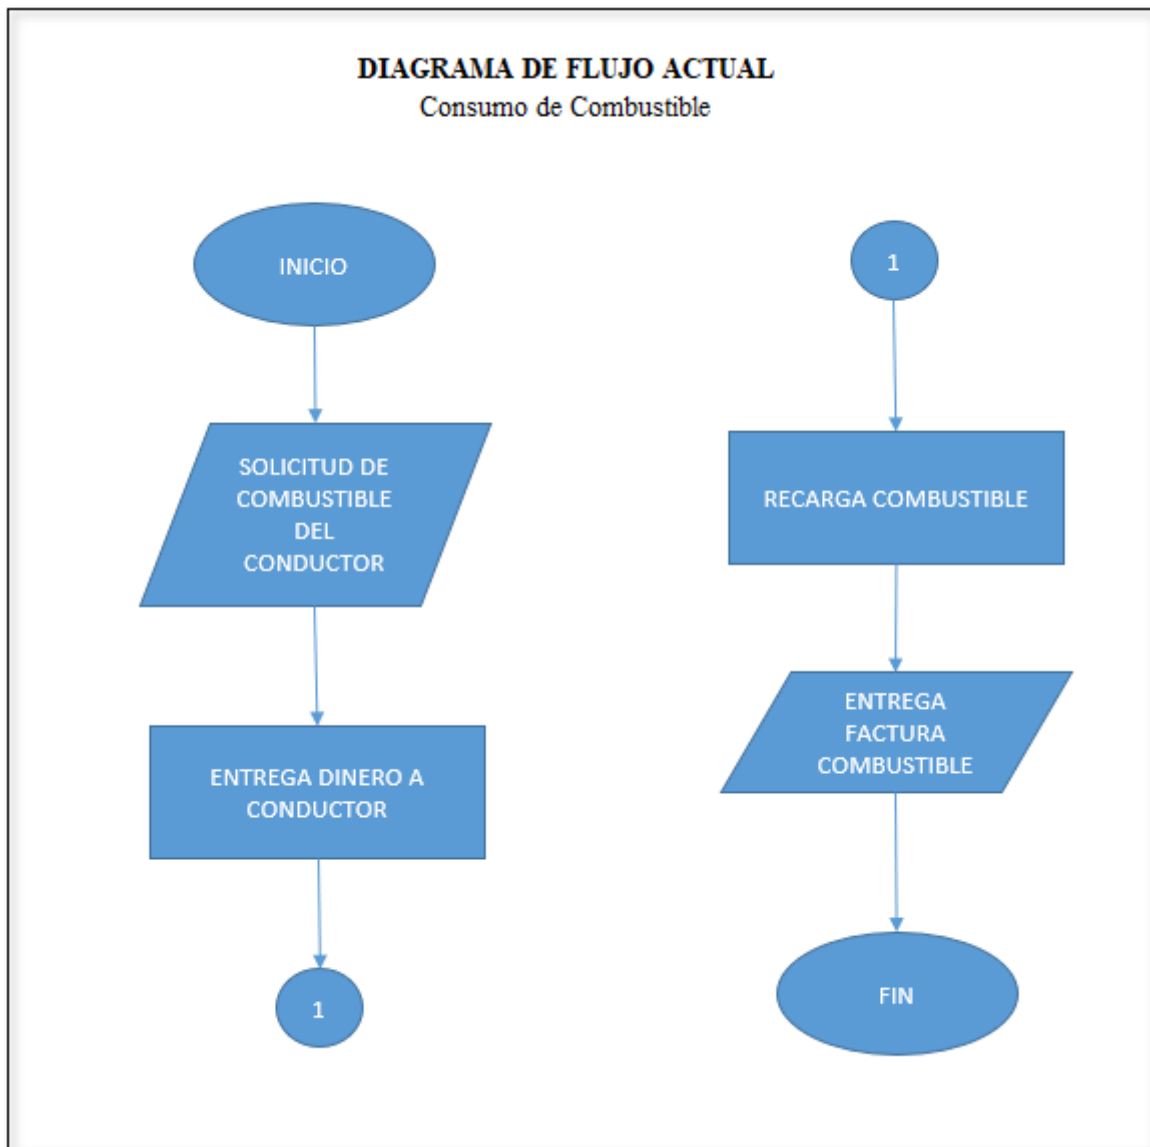 DIAGRAMA DE FLUJO ACTUAL
Consumo de Combustible
INICIO
SOLICITUD DE
COMBUSTIBLE
DEL
CONDUCTOR
ENTREGA DINERO A
CONDUCTOR
1
1
RECARGA COMBUSTIBLE
ENTREGA
FACTURA
COMBUSTIBLE
FIN